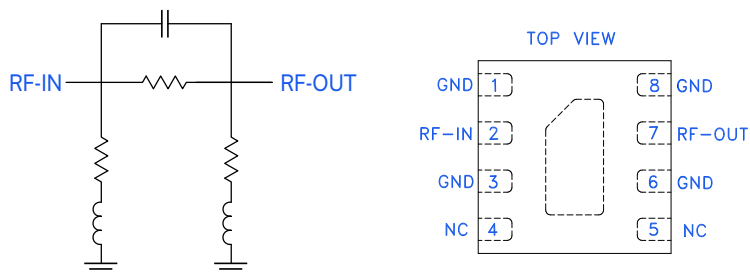 RF-IN
RF-OUT
TOP VIEW
GND 1
8 GND
RF-IN 2
7 RF-OUT
GND 3
6 GND
NC 4
5 NC